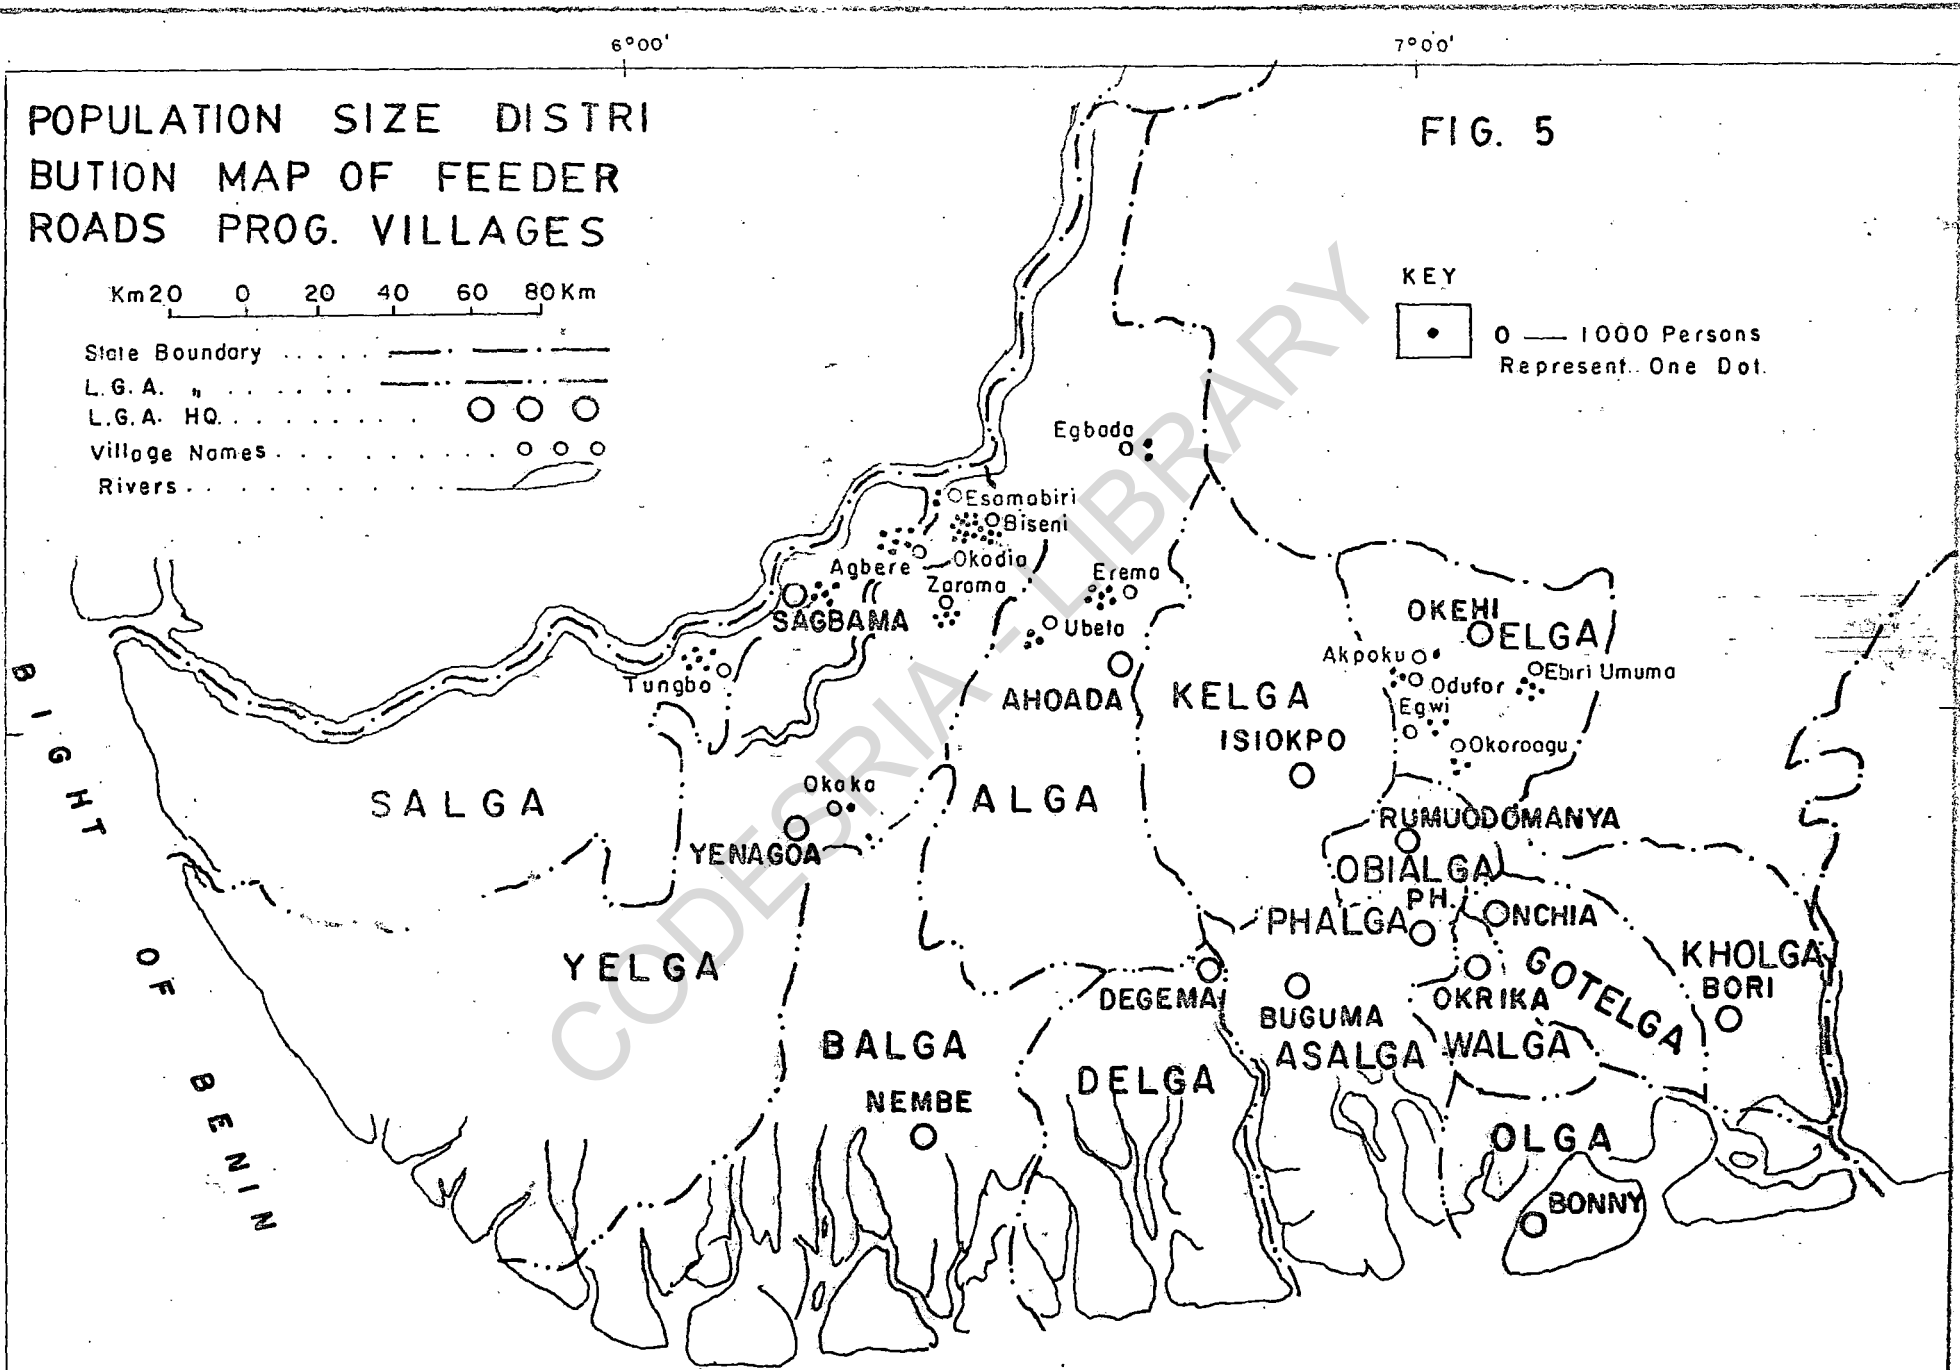 6°00'
7°00'
POPULATION SIZE DISTRI
BUTION MAP OF FEEDER
ROADS PROG. VILLAGES
FIG. 5
Km20 0 20 40 60 80Km
State Boundary
L.G.A. "
L.G.A. HQ.
Village Names
Rivers
KEY
0 — 1000 Persons
Represent One Dot.
Egbada
Esamabiri
Biseni
Okodia
Agbere
Zarama
Erema
SAGBAMA
Ubeta
Tungbo
AHOADA
OKEHI
ELGA
Akpoku
Odufor
Ebiri Umuma
Egwi
Okoroagu
KELGA
ISIOKPO
SALGA
Okaka
YENAGOA
ALGA
RUMUODOMANYA
OBIALGA
P.H.
PHALGA
NCHIA
YELGA
DEGEMA
BUGUMA
OKRIKA
GOTELGA
KHOLGA
BORI
BALGA
NEMBE
DELGA
ASALGA
WALGA
OLGA
BONNY
BIGHT OF BENIN
CODESRIA - LIBRARY